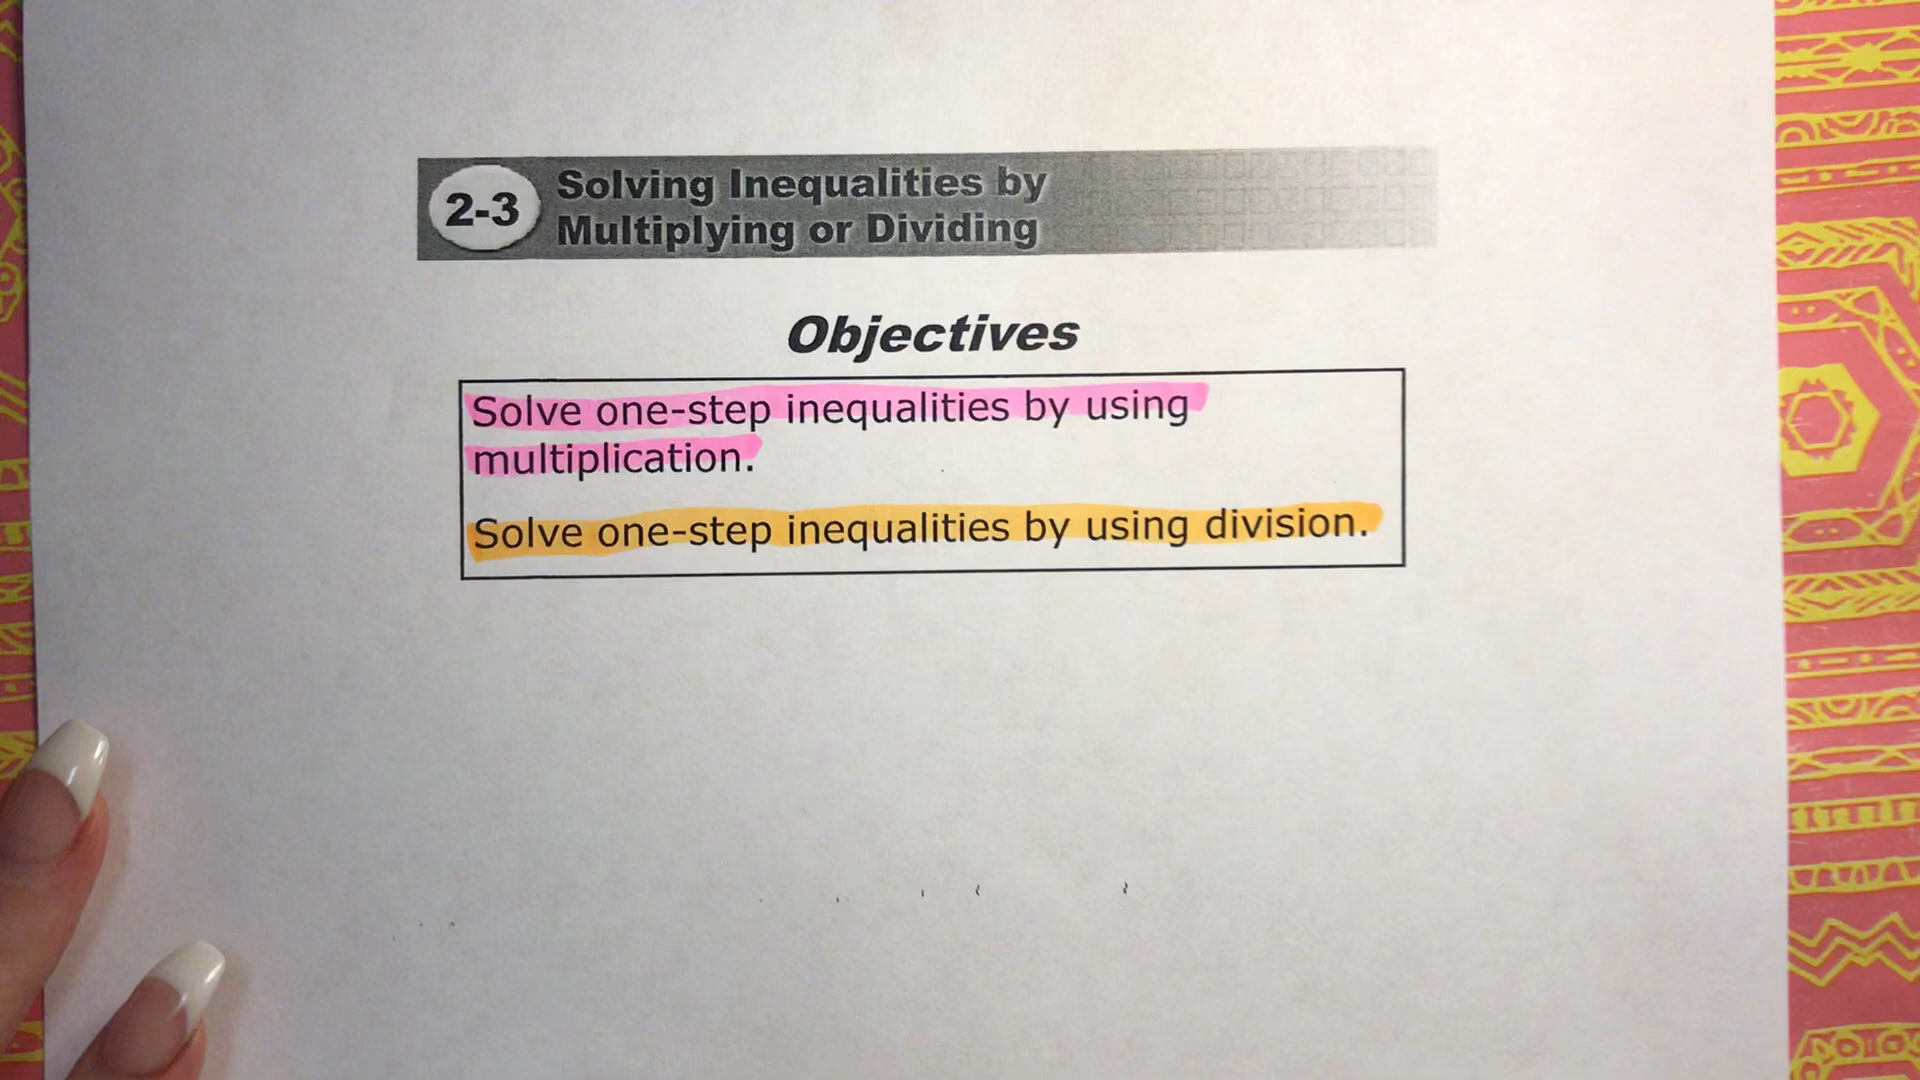 2-3
Solving Inequalities by
Multiplying or Dividing
Objectives
Solve one-step inequalities by using
multiplication.
Solve one-step inequalities by using division.